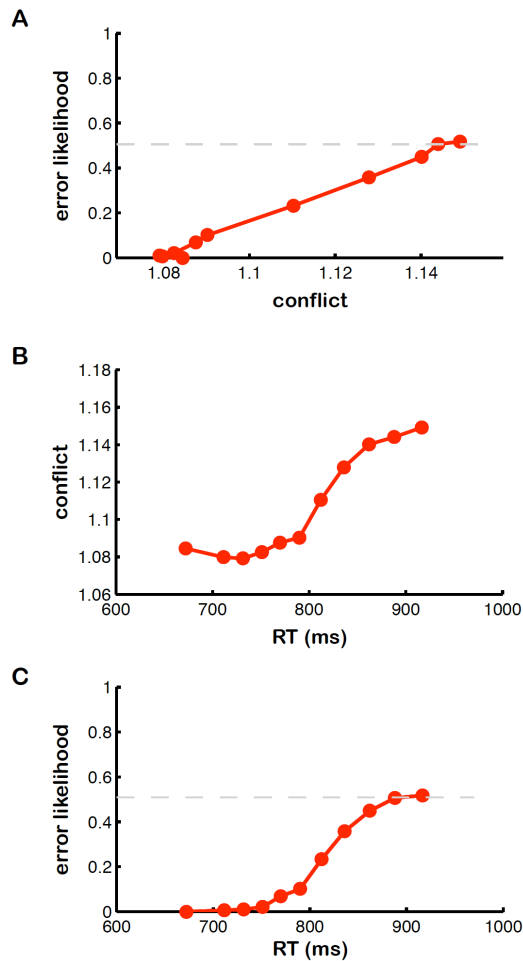 A
1
0.8
0.6
0.4
0.2
0
error likelihood
1.08 1.1 1.12 1.14
conflict
B
1.18
1.16
1.14
1.12
1.1
1.08
1.06
conflict
600 700 800 900 1000
RT (ms)
C
1
0.8
0.6
0.4
0.2
0
error likelihood
600 700 800 900 1000
RT (ms)